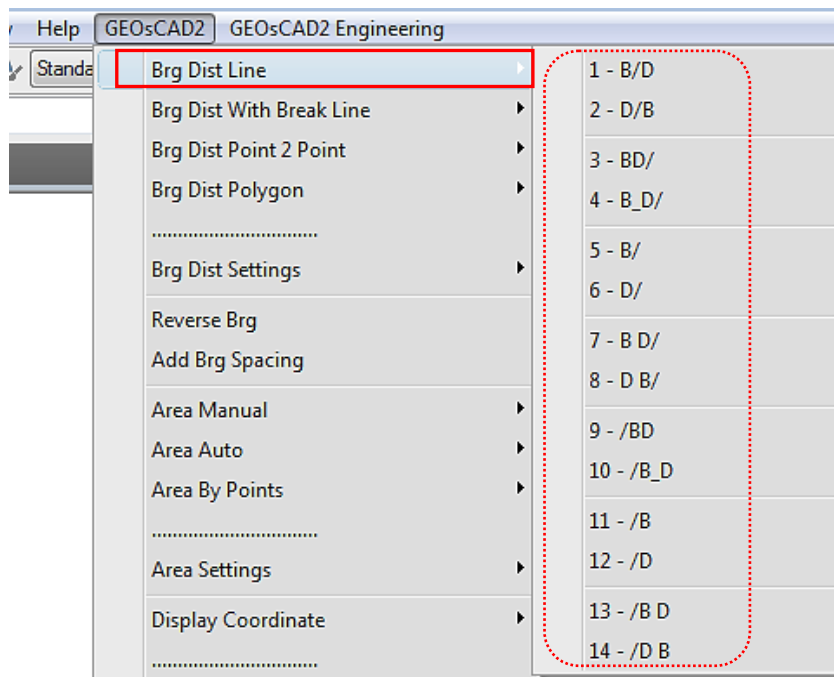 Help GEOsCAD2 GEOsCAD2 Engineering
Standa
Brg Dist Line
Brg Dist With Break Line
Brg Dist Point 2 Point
Brg Dist Polygon
................................
Brg Dist Settings
Reverse Brg
Add Brg Spacing
Area Manual
Area Auto
Area By Points
................................
Area Settings
Display Coordinate
................................
1 - B/D
2 - D/B
3 - BD/
4 - B_D/
5 - B/
6 - D/
7 - B D/
8 - D B/
9 - /BD
10 - /B_D
11 - /B
12 - /D
13 - /B D
14 - /D B